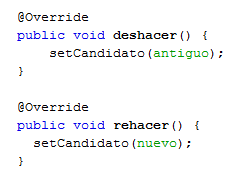 @Override
public void deshacer() {
    setCandidato(antiguo);
}

@Override
public void rehacer() {
  setCandidato(nuevo);
}